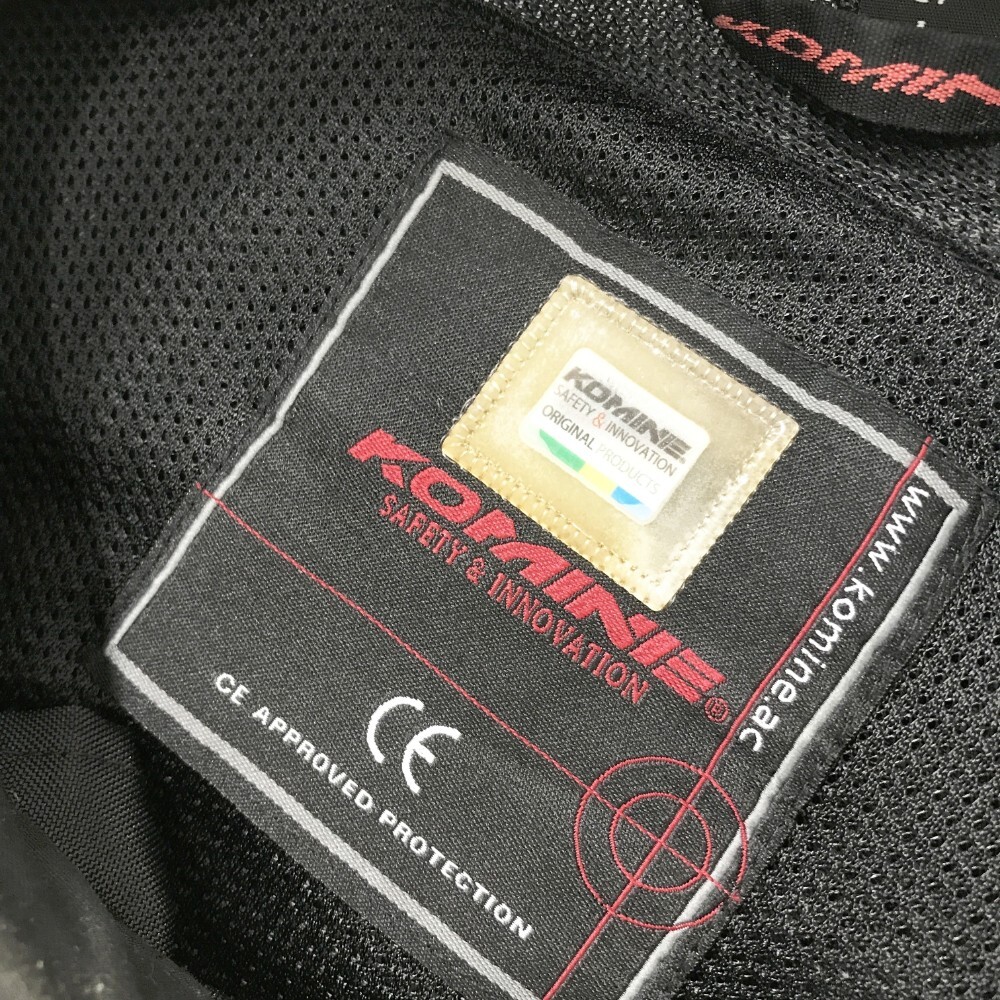 KOMINE
KOMINE
SAFETY & INNOVATION
ORIGINAL PRODUCTS
KOMINE®
SAFETY & INNOVATION
www.komine.ac
CE
CE APPROVED PROTECTION